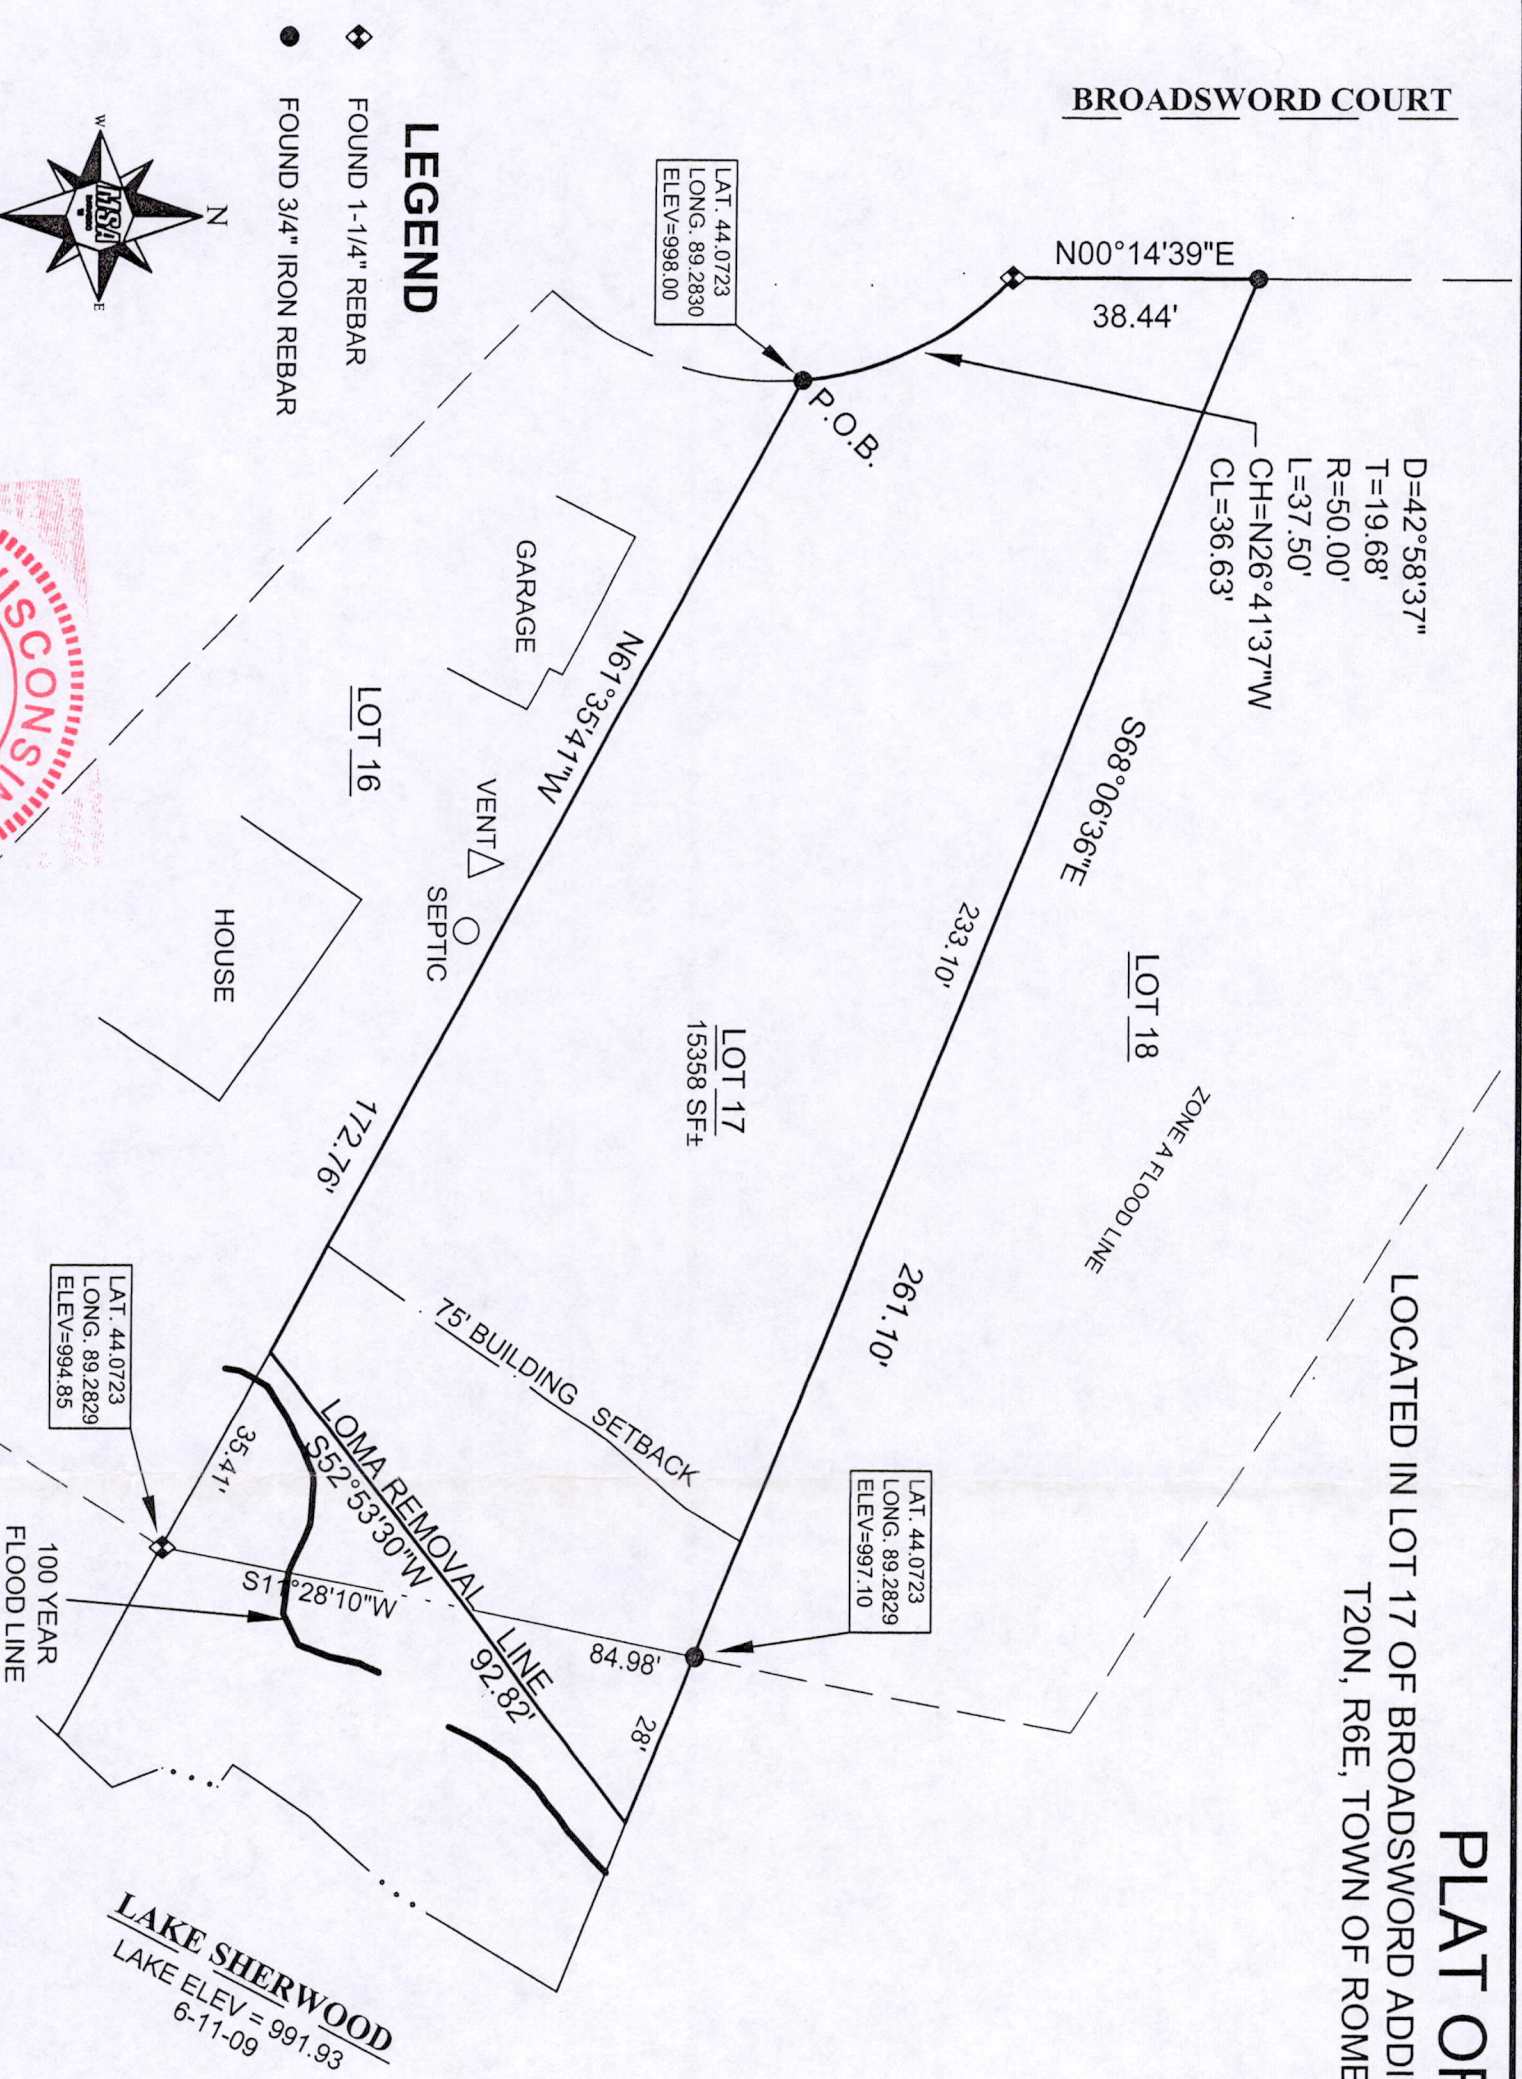 PLAT OF
LOCATED IN LOT 17 OF BROADSWORD ADDI
T20N, R6E, TOWN OF ROME
BROADSWORD COURT
N00°14'39"E
38.44'
D=42°58'37"
T=19.68'
R=50.00'
L=37.50'
CH=N26°41'37"W
CL=36.63'
LAT. 44.0723
LONG. 89.2830
ELEV=998.00
P.O.B.
S68°06'36"E
233.10'
261.10'
LOT 18
ZONE A FLOOD LINE
LOT 17
15358 SF±
N61°35'41"W
172.76'
GARAGE
LOT 16
VENT
SEPTIC
HOUSE
75' BUILDING SETBACK
LAT. 44.0723
LONG. 89.2829
ELEV=997.10
LAT. 44.0723
LONG. 89.2829
ELEV=994.85
LOMA REMOVAL LINE
S52°53'30"W
92.82'
35.47'
S11°28'10"W
84.98'
28'
100 YEAR
FLOOD LINE
LAKE SHERWOOD
LAKE ELEV = 991.93
6-11-09
LEGEND
FOUND 1-1/4" REBAR
FOUND 3/4" IRON REBAR
N
W
E
MSA
ISCONSIN